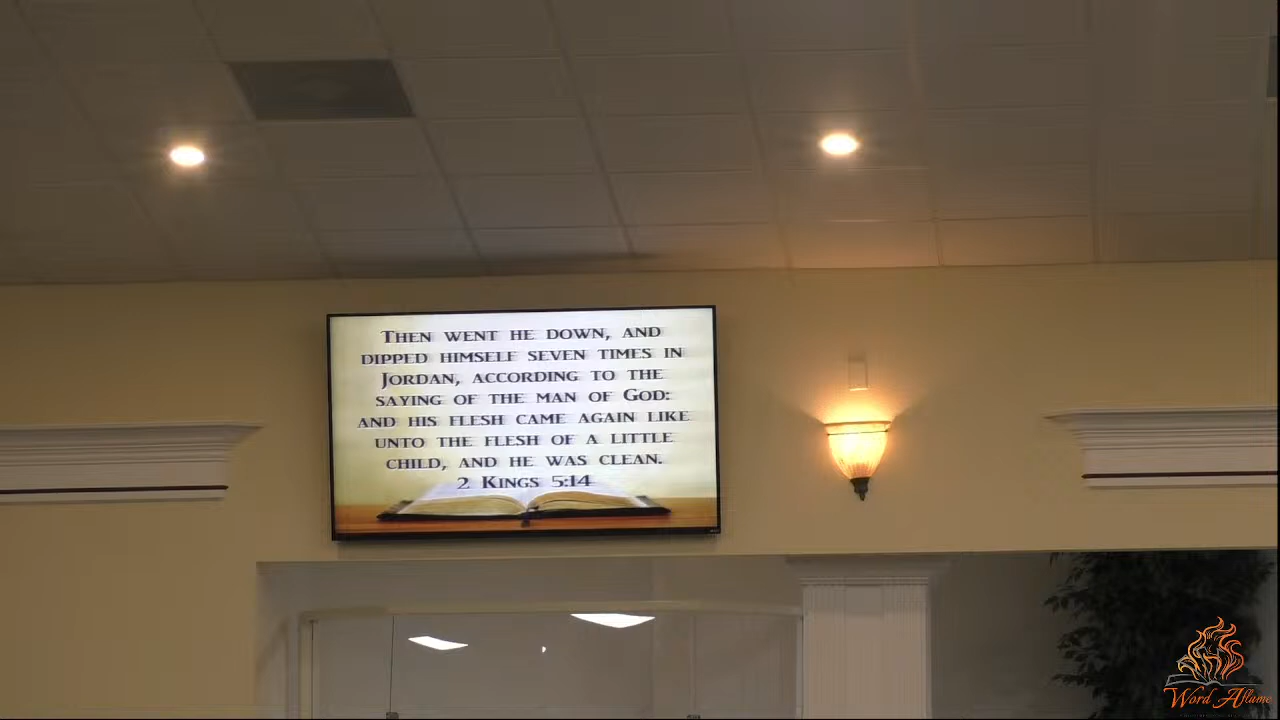 Then went he down, and
dipped himself seven times in
Jordan, according to the
saying of the man of God:
and his flesh came again like
unto the flesh of a little
child, and he was clean.
2 Kings 5:14
Word Aflame